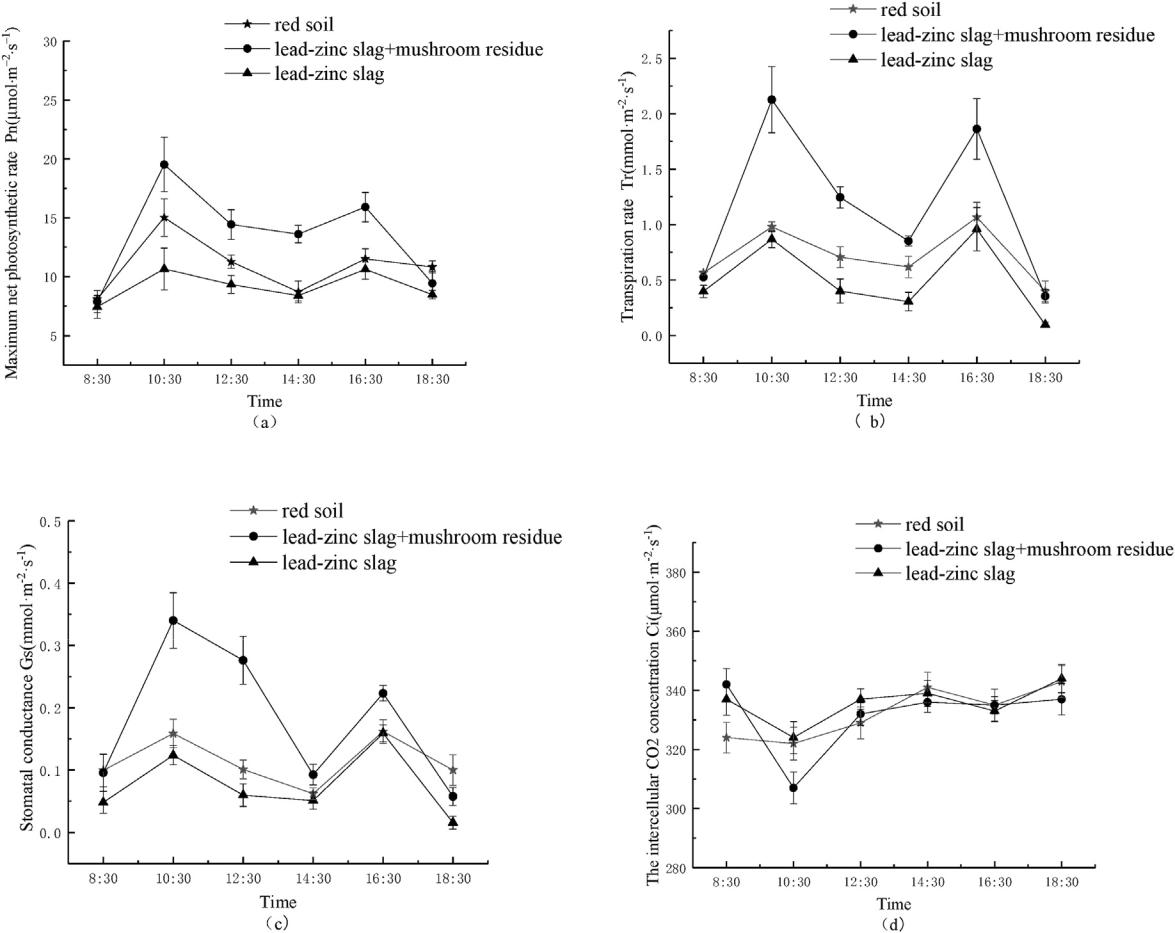 red soil
lead-zinc slag+mushroom residue
lead-zinc slag
Maximum net photosynthetic rate Pn(μmol·m⁻²·s⁻¹)
30
25
20
15
10
5
8:30 10:30 12:30 14:30 16:30 18:30
Time
(a)
red soil
lead-zinc slag+mushroom residue
lead-zinc slag
Transpiration rate Tr(mmol·m⁻²·s⁻¹)
2.5
2.0
1.5
1.0
0.5
0.0
8:30 10:30 12:30 14:30 16:30 18:30
Time
( b)
red soil
lead-zinc slag+mushroom residue
lead-zinc slag
Stomatal conductance Gs(mmol·m⁻²·s⁻¹)
0.5
0.4
0.3
0.2
0.1
0.0
8:30 10:30 12:30 14:30 16:30 18:30
Time
(c)
red soil
lead-zinc slag+mushroom residue
lead-zinc slag
The intercellular CO2 concentration Ci(μmol·m⁻²·s⁻¹)
380
360
340
320
300
280
8:30 10:30 12:30 14:30 16:30 18:30
Time
(d)